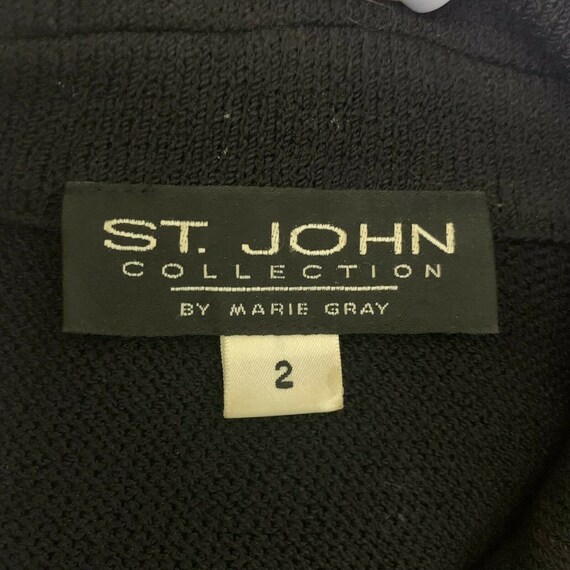 ST. JOHN
COLLECTION
BY MARIE GRAY
2